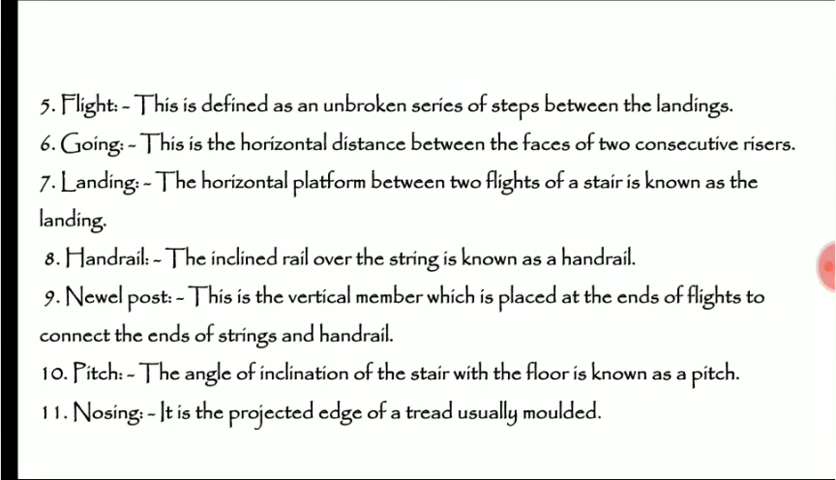 5. Flight: - This is defined as an unbroken series of steps between the landings.
6. Going: - This is the horizontal distance between the faces of two consecutive risers.
7. Landing: - The horizontal platform between two flights of a stair is known as the
landing.
8. Handrail: - The inclined rail over the string is known as a handrail.
9. Newel post: - This is the vertical member which is placed at the ends of flights to
connect the ends of strings and handrail.
10. Pitch: - The angle of inclination of the stair with the floor is known as a pitch.
11. Nosing: - It is the projected edge of a tread usually moulded.